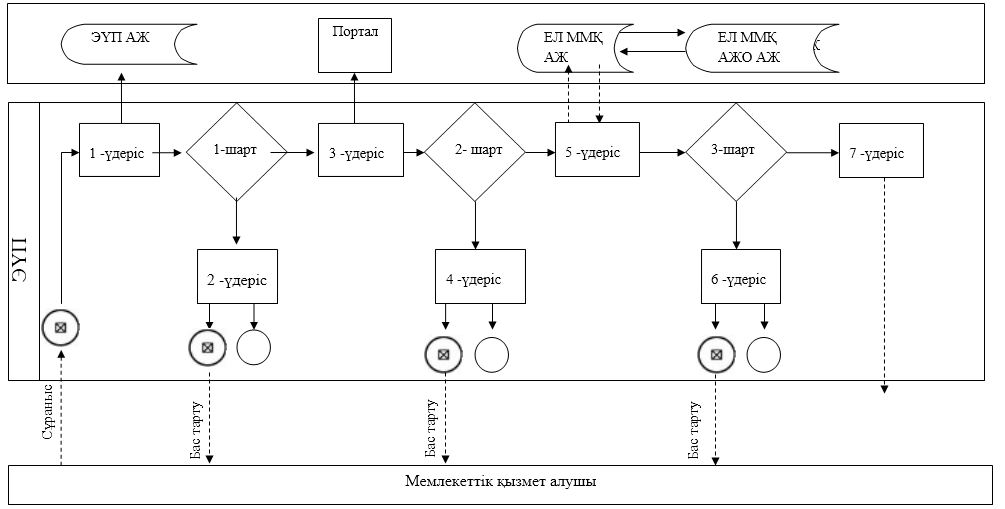 ЭҮП АЖ
Портал
ЕЛ ММҚ
АЖ
ЕЛ ММҚ
АЖО АЖ
ЭҮП
1 -үдеріс
1-шарт
3 -үдеріс
2- шарт
5 -үдеріс
3-шарт
7 -үдеріс
2 -үдеріс
4 -үдеріс
6 -үдеріс
Сұраныс
Бас тарту
Бас тарту
Бас тарту
Мемлекеттік қызмет алушы